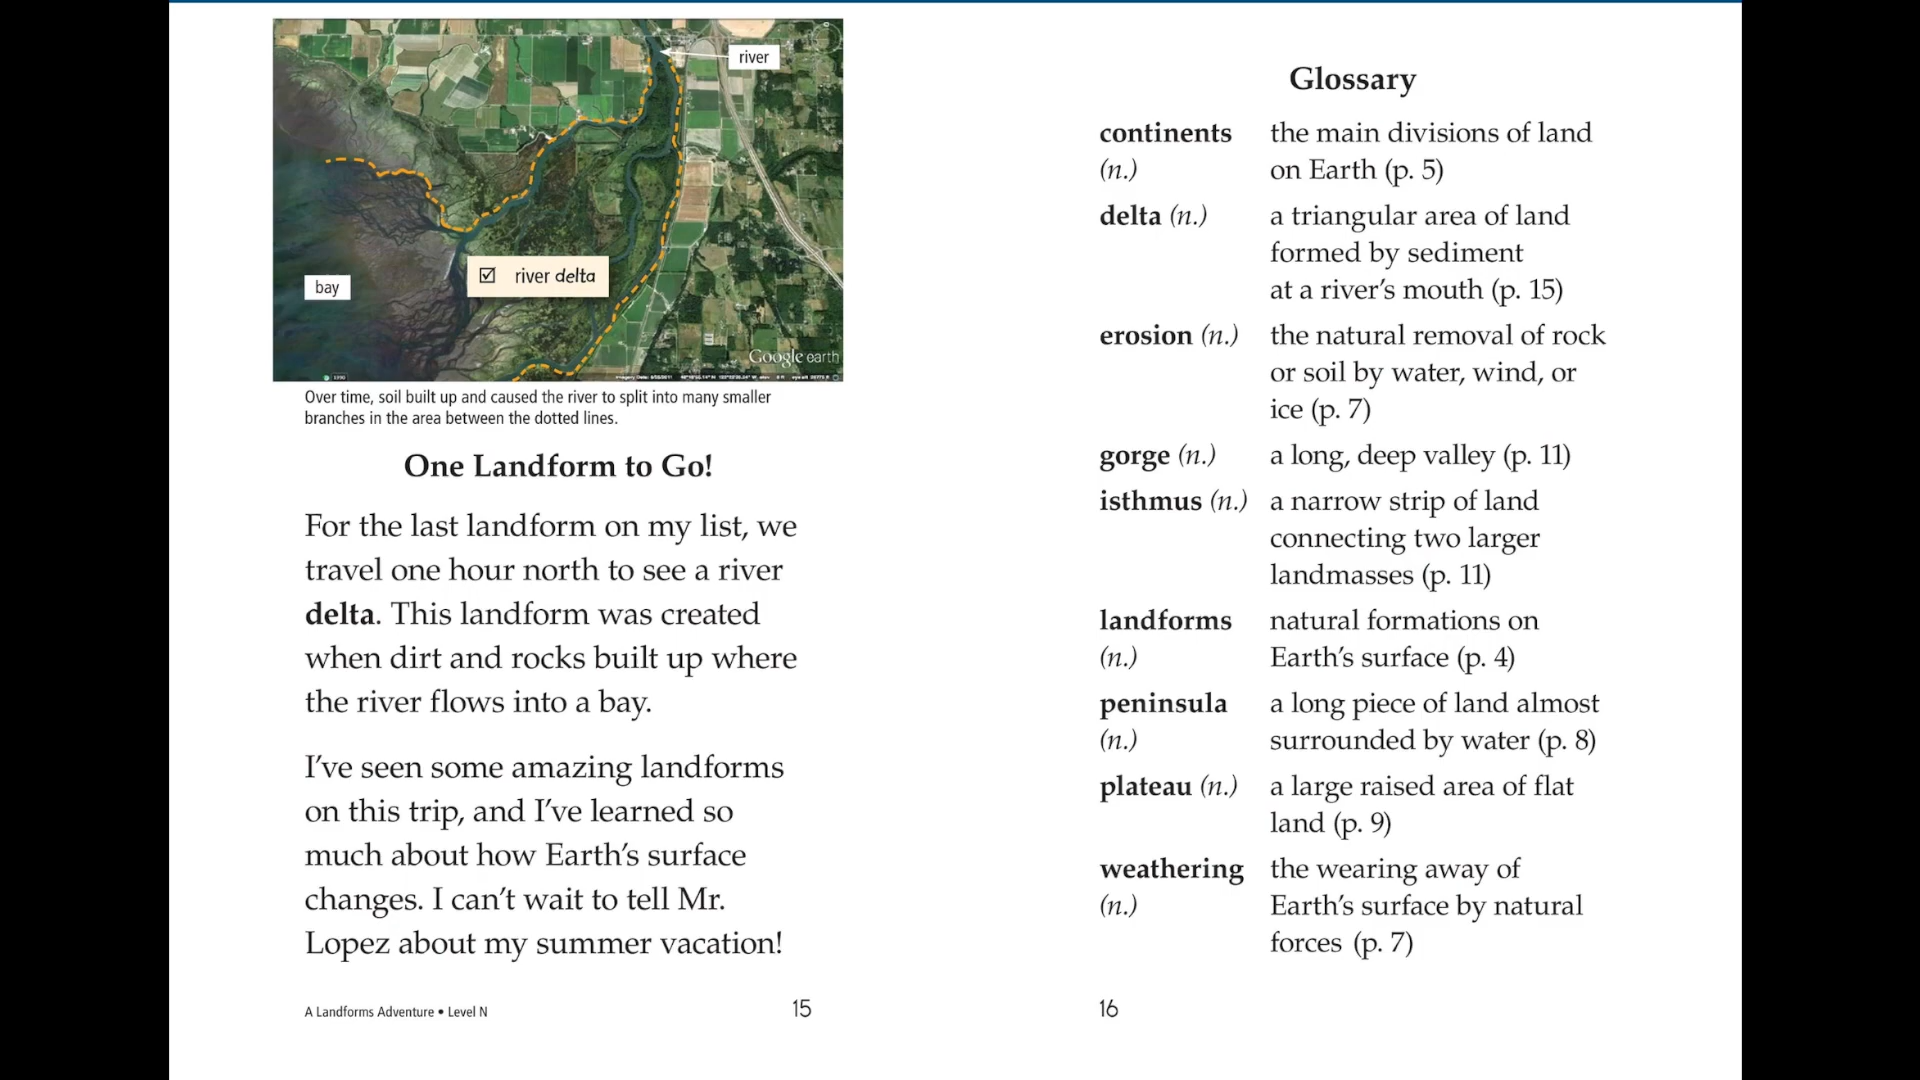 river
bay
☑ river delta
Google earth
Over time, soil built up and caused the river to split into many smaller
branches in the area between the dotted lines.
One Landform to Go!
For the last landform on my list, we
travel one hour north to see a river
delta. This landform was created
when dirt and rocks built up where
the river flows into a bay.
I’ve seen some amazing landforms
on this trip, and I’ve learned so
much about how Earth’s surface
changes. I can’t wait to tell Mr.
Lopez about my summer vacation!
A Landforms Adventure • Level N
15
Glossary
continents the main divisions of land
(n.) on Earth (p. 5)
delta (n.) a triangular area of land
formed by sediment
at a river’s mouth (p. 15)
erosion (n.) the natural removal of rock
or soil by water, wind, or
ice (p. 7)
gorge (n.) a long, deep valley (p. 11)
isthmus (n.) a narrow strip of land
connecting two larger
landmasses (p. 11)
landforms natural formations on
(n.) Earth’s surface (p. 4)
peninsula a long piece of land almost
(n.) surrounded by water (p. 8)
plateau (n.) a large raised area of flat
land (p. 9)
weathering the wearing away of
(n.) Earth’s surface by natural
forces (p. 7)
16